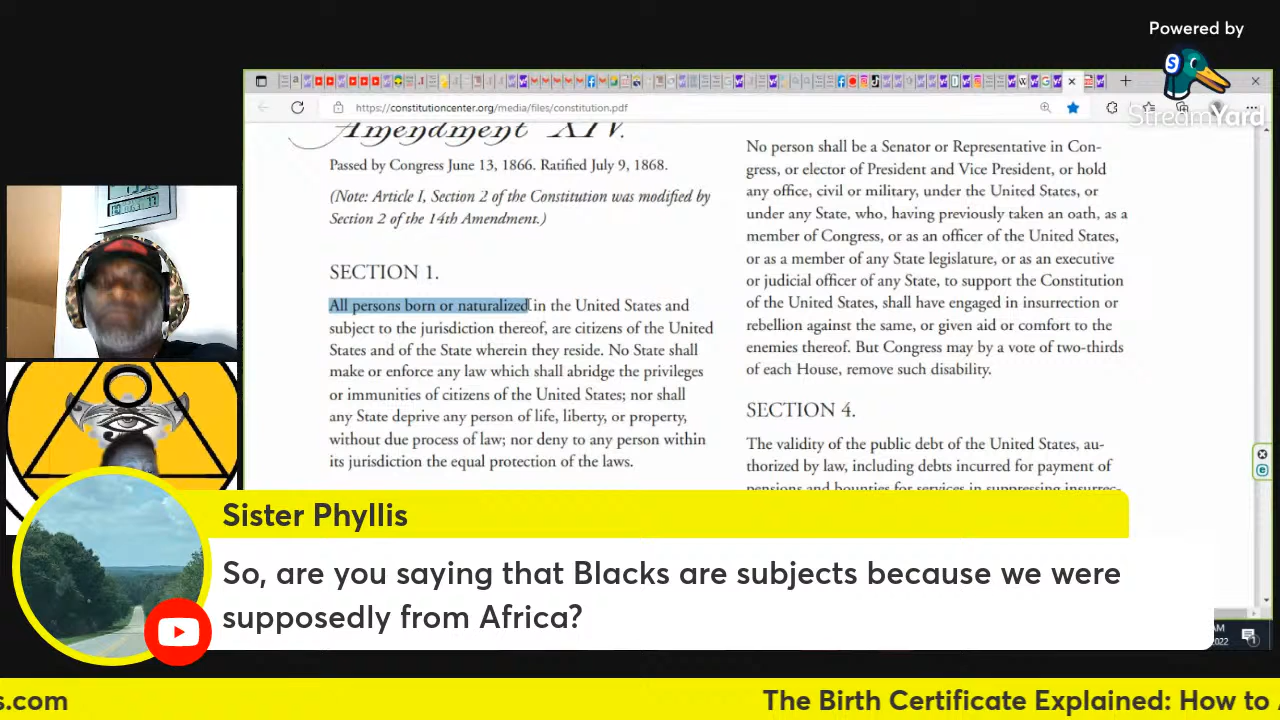 Powered by
StreamYard
https://constitutioncenter.org/media/files/constitution.pdf
Amendment XIV.
Passed by Congress June 13, 1866. Ratified July 9, 1868.
(Note: Article I, Section 2 of the Constitution was modified by
Section 2 of the 14th Amendment.)
SECTION 1.
All persons born or naturalized in the United States and
subject to the jurisdiction thereof, are citizens of the United
States and of the State wherein they reside. No State shall
make or enforce any law which shall abridge the privileges
or immunities of citizens of the United States; nor shall
any State deprive any person of life, liberty, or property,
without due process of law; nor deny to any person within
its jurisdiction the equal protection of the laws.
No person shall be a Senator or Representative in Con-
gress, or elector of President and Vice President, or hold
any office, civil or military, under the United States, or
under any State, who, having previously taken an oath, as a
member of Congress, or as an officer of the United States,
or as a member of any State legislature, or as an executive
or judicial officer of any State, to support the Constitution
of the United States, shall have engaged in insurrection or
rebellion against the same, or given aid or comfort to the
enemies thereof. But Congress may by a vote of two-thirds
of each House, remove such disability.
SECTION 4.
The validity of the public debt of the United States, au-
thorized by law, including debts incurred for payment of
pensions and bounties for services in suppressing insurrec-
Sister Phyllis
So, are you saying that Blacks are subjects because we were
supposedly from Africa?
AM
2022
s.com
The Birth Certificate Explained: How to